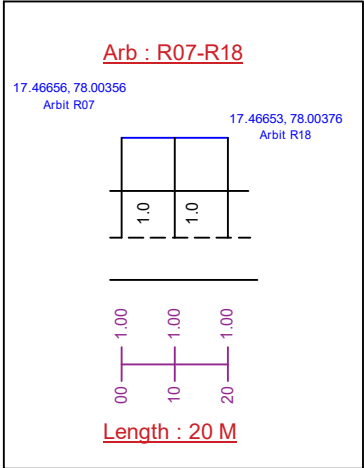 Arb : R07-R18
17.46656, 78.00356
Arbit R07
17.46653, 78.00376
Arbit R18
1.0 1.0
1.00 1.00 1.00
00 10 20
Length : 20 M